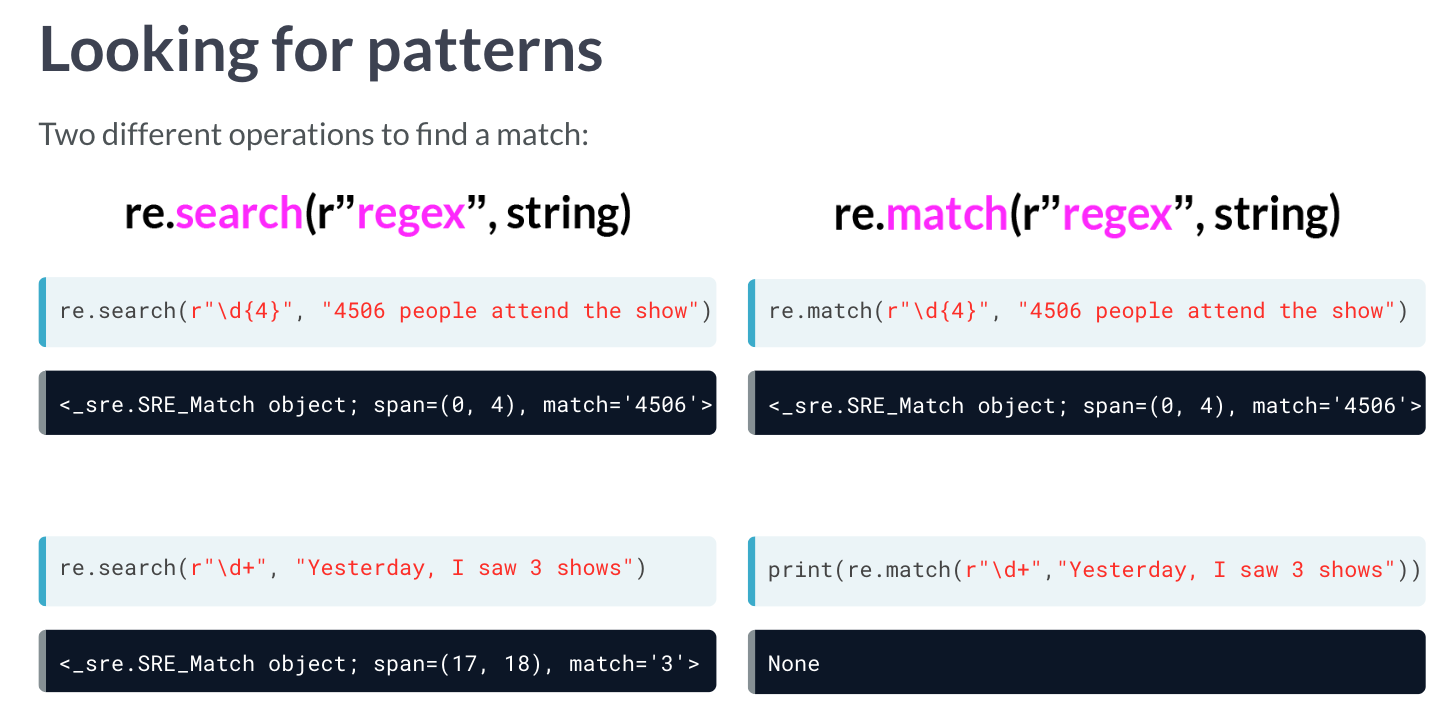 Looking for patterns
Two different operations to find a match:
re.search(r”regex”, string)
re.match(r”regex”, string)
re.search(r"\d{4}", "4506 people attend the show")
re.match(r"\d{4}", "4506 people attend the show")
<_sre.SRE_Match object; span=(0, 4), match='4506'>
<_sre.SRE_Match object; span=(0, 4), match='4506'>
re.search(r"\d+", "Yesterday, I saw 3 shows")
print(re.match(r"\d+","Yesterday, I saw 3 shows"))
<_sre.SRE_Match object; span=(17, 18), match='3'>
None